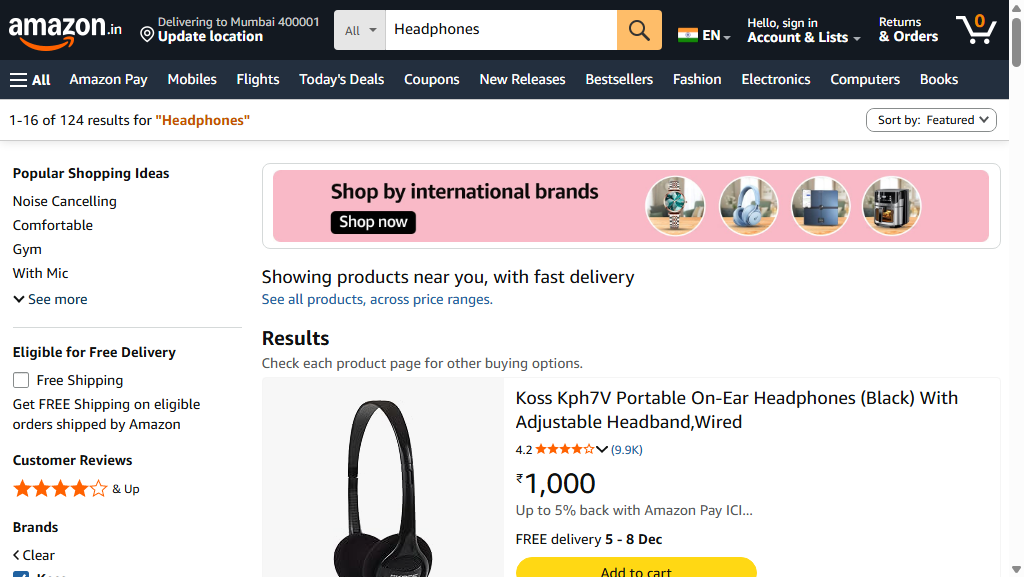 amazon.in
Delivering to Mumbai 400001
Update location
All
Headphones
EN
Hello, sign in
Account & Lists
Returns
& Orders
0
All
Amazon Pay
Mobiles
Flights
Today's Deals
Coupons
New Releases
Bestsellers
Fashion
Electronics
Computers
Books
1-16 of 124 results for "Headphones"
Sort by: Featured
Popular Shopping Ideas
Noise Cancelling
Comfortable
Gym
With Mic
See more
Eligible for Free Delivery
Free Shipping
Get FREE Shipping on eligible
orders shipped by Amazon
Customer Reviews
& Up
Brands
Clear
Koss
Shop by international brands
Shop now
Showing products near you, with fast delivery
See all products, across price ranges.
Results
Check each product page for other buying options.
Koss Kph7V Portable On-Ear Headphones (Black) With
Adjustable Headband,Wired
4.2 (9.9K)
₹1,000
Up to 5% back with Amazon Pay ICI...
FREE delivery 5 - 8 Dec
Add to cart